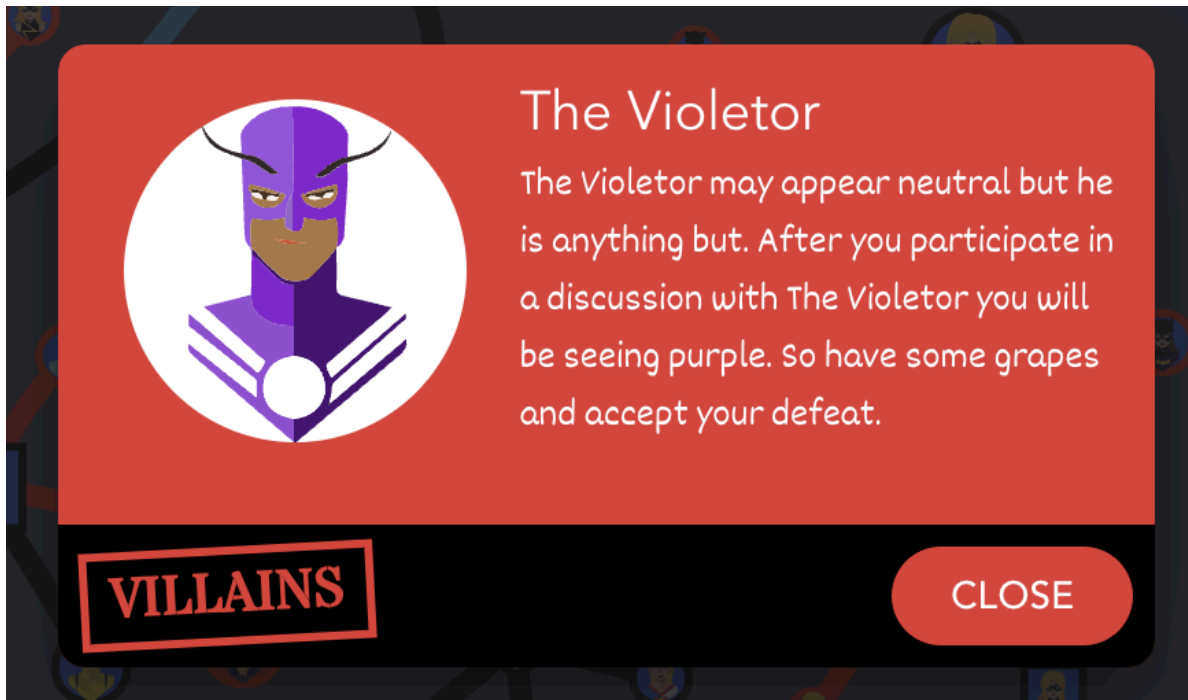 The Violetor
The Violetor may appear neutral but he
is anything but. After you participate in
a discussion with The Violetor you will
be seeing purple. So have some grapes
and accept your defeat.
VILLAINS
CLOSE